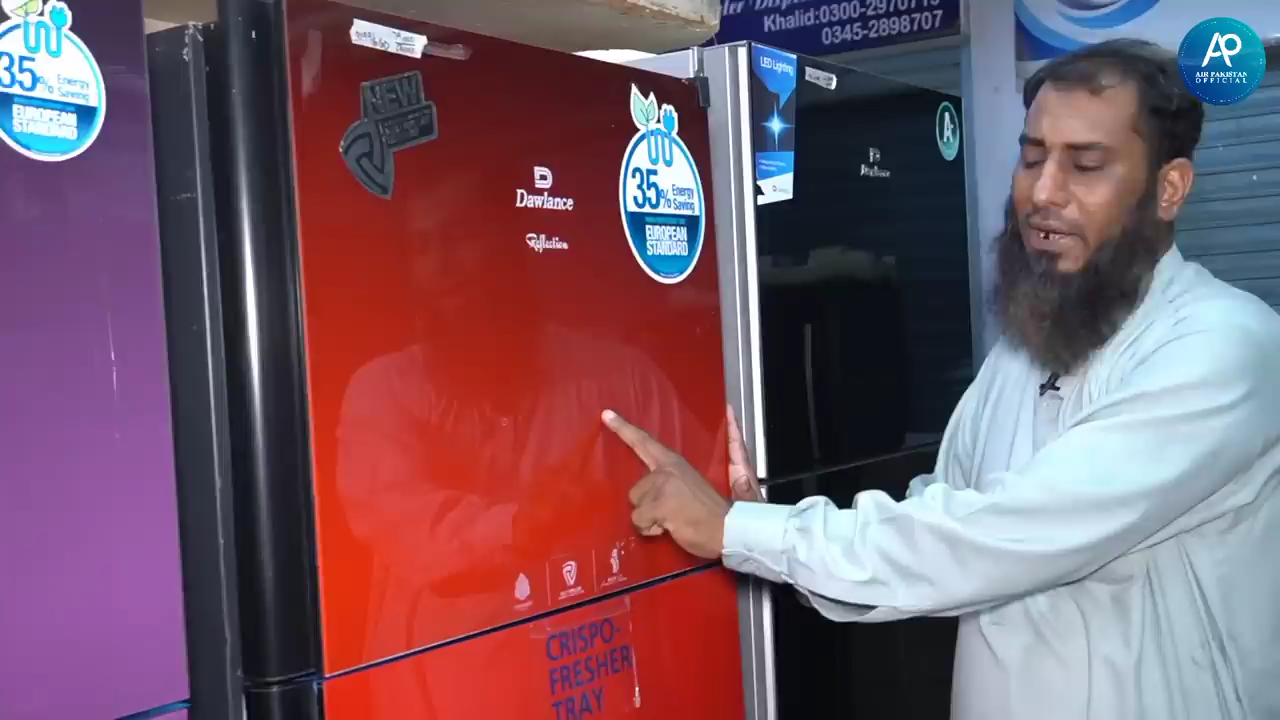 35% Energy
Saving
EUROPEAN
STANDARD
NEW
Dawlance
Reflection
35% Energy
Saving
EUROPEAN
STANDARD
CRISPO-
FRESHER
TRAY
LED Lighting
Dawlance
A+
Khalid:0300-2970719
0345-2898707
AP
AIR PAKISTAN
OFFICIAL